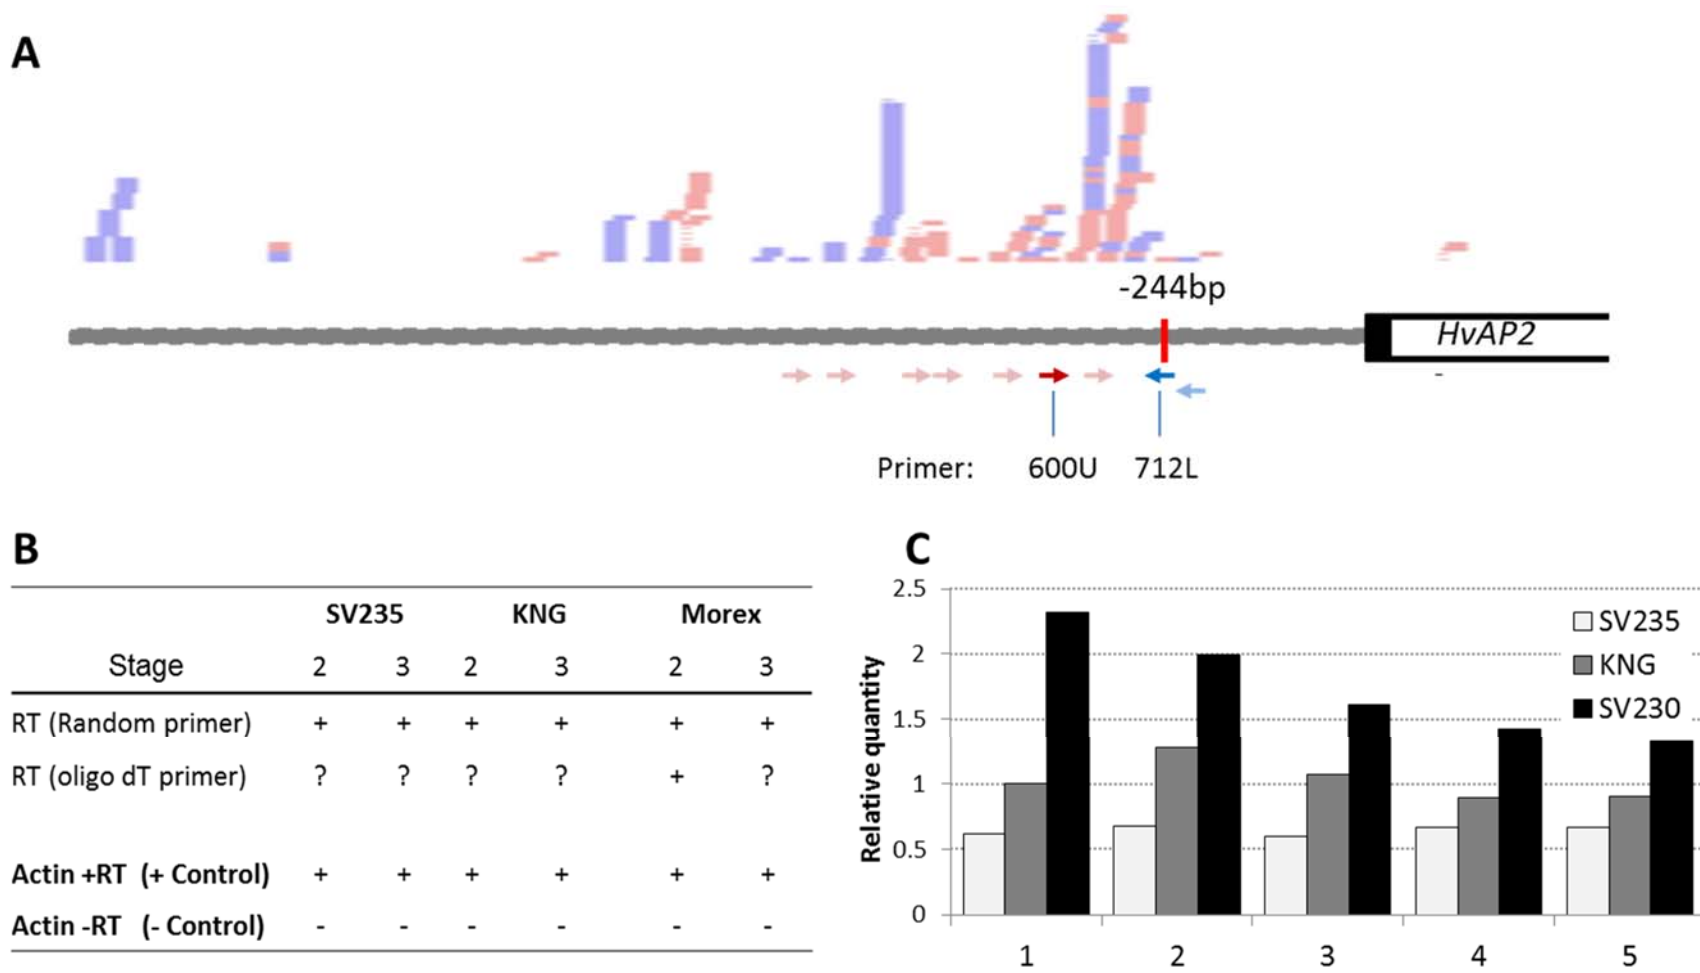 A
-244bp
HvAP2
-
Primer: 600U 712L
B
SV235 KNG Morex
Stage 2 3 2 3 2 3
RT (Random primer) + + + + + +
RT (oligo dT primer) ? ? ? ? + ?
Actin +RT (+ Control) + + + + + +
Actin -RT (- Control) - - - - - -
C
Relative quantity
2.5
2
1.5
1
0.5
0
1 2 3 4 5
SV235
KNG
SV230